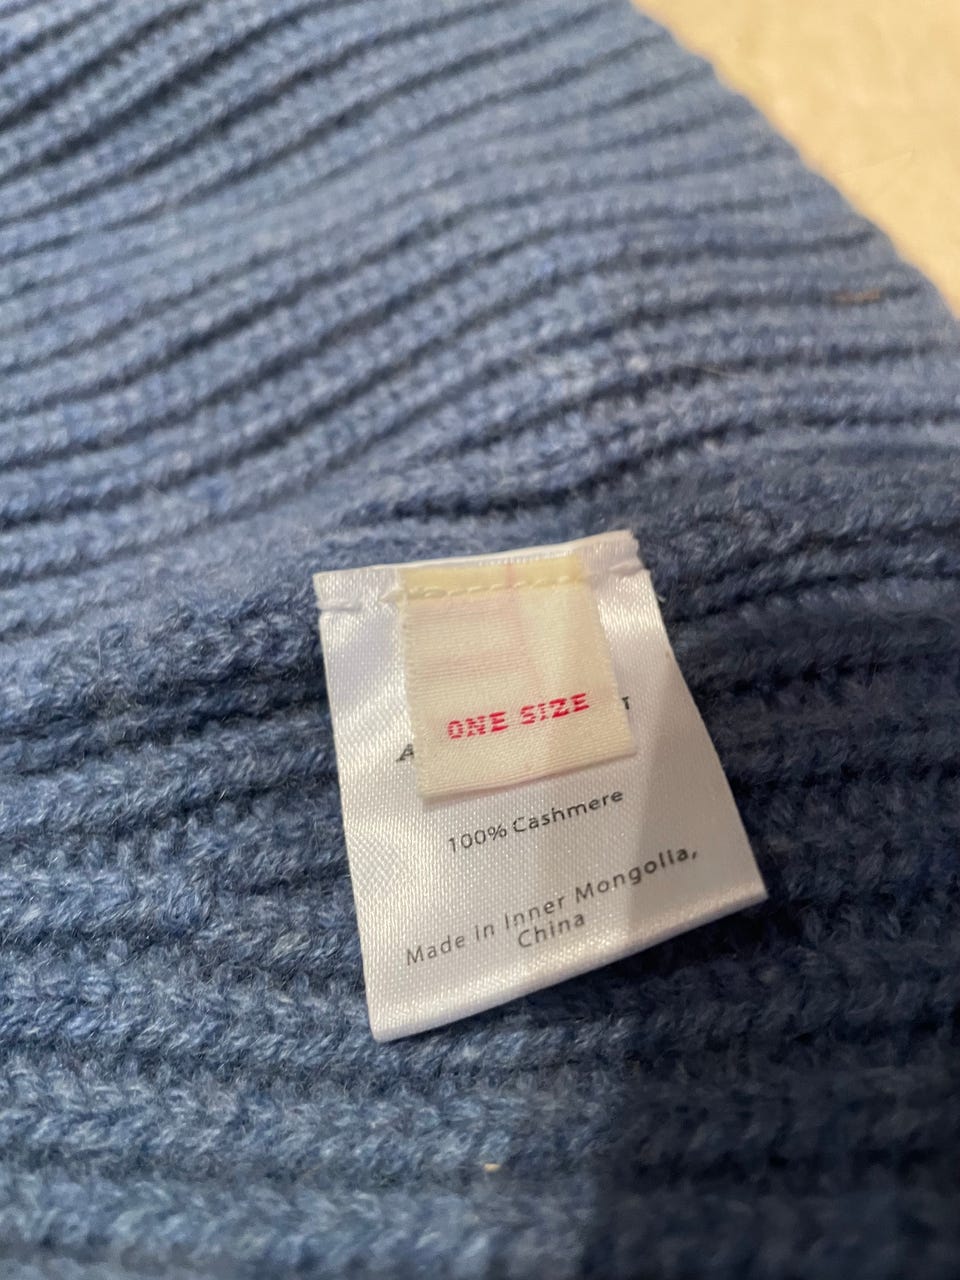 ONE SIZE
100% Cashmere
Made in Inner Mongolia,
China